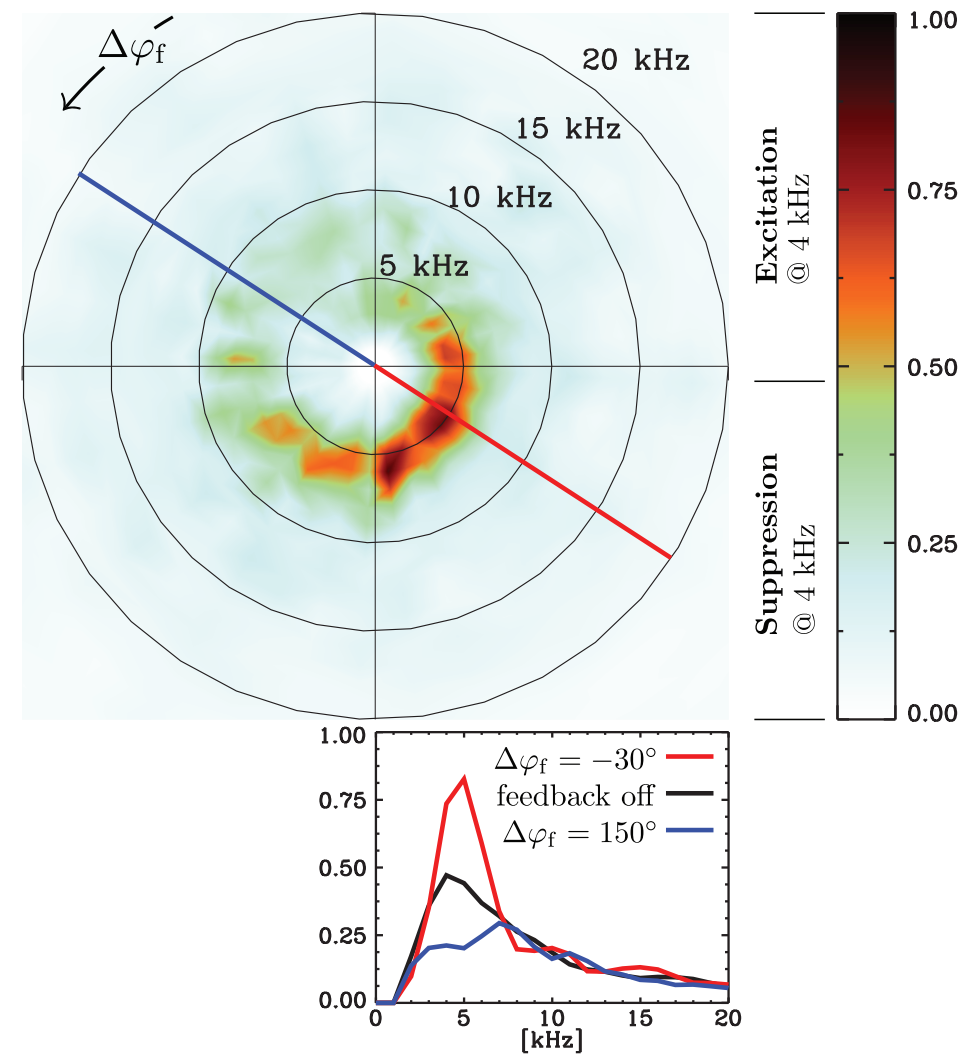 Δφf
20 kHz
15 kHz
10 kHz
5 kHz
Excitation
@ 4 kHz
Suppression
@ 4 kHz
1.00
0.75
0.50
0.25
0.00
1.00
0.75
0.50
0.25
0.00
Δφf = −30°
feedback off
Δφf = 150°
0 5 10 15 20
[kHz]